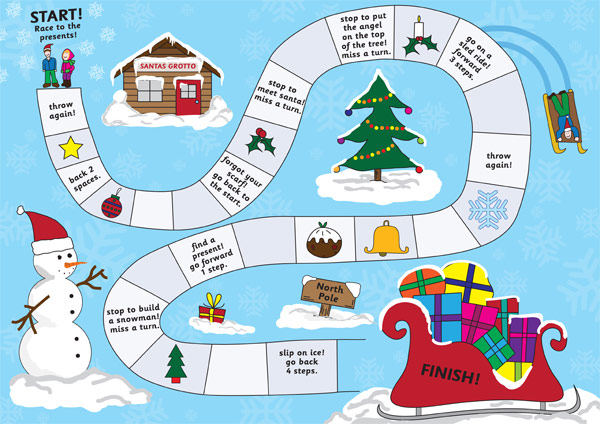 START!
Race to the
presents!
throw
again!
back 2
spaces.
SANTAS GROTTO
forgot your
scarf!
go back to
the start.
stop to
meet santa!
miss a turn.
stop to put
the angel
on the top
of the tree!
miss a turn.
go on a
sled ride!
forward
3 steps.
throw
again!
find a
present!
go forward
1 step.
stop to build
a snowman!
miss a turn.
North
Pole
slip on ice!
go back
4 steps.
FINISH!